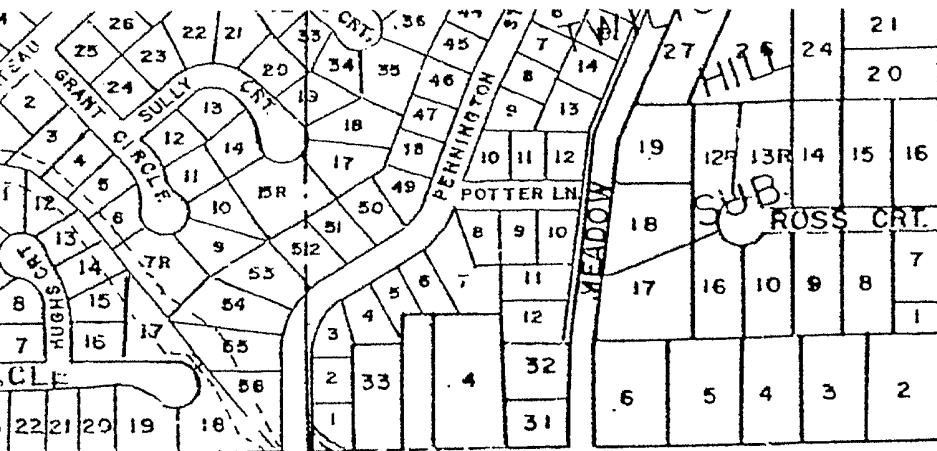 26 22 21 33 CRT. 36 44 6 27 26 24 21
25 23 45 7 14
24 20 34 35 46 8 HILL 20
TEAU GRANT SULLY CRT. 19 47 9 13
2 13 18
3 12 14 17 18 10 11 12 19 12R 13R 14 15 16
4 CIRCLE 11 49 PENNINGTON
5 10 15R 50 POTTER LN. SUB.
1 12 6 51 8 9 10 18 ROSS CRT.
13 9 512 MEADOW
14 7R 53 6 11 7
HUGHS CRT 5 17 16 10 9 8
8 15 54 4 12 1
7 16 17 55 3
CLE 56 2 33 4 32 6 5 4 3 2
22 21 20 19 18 1 31